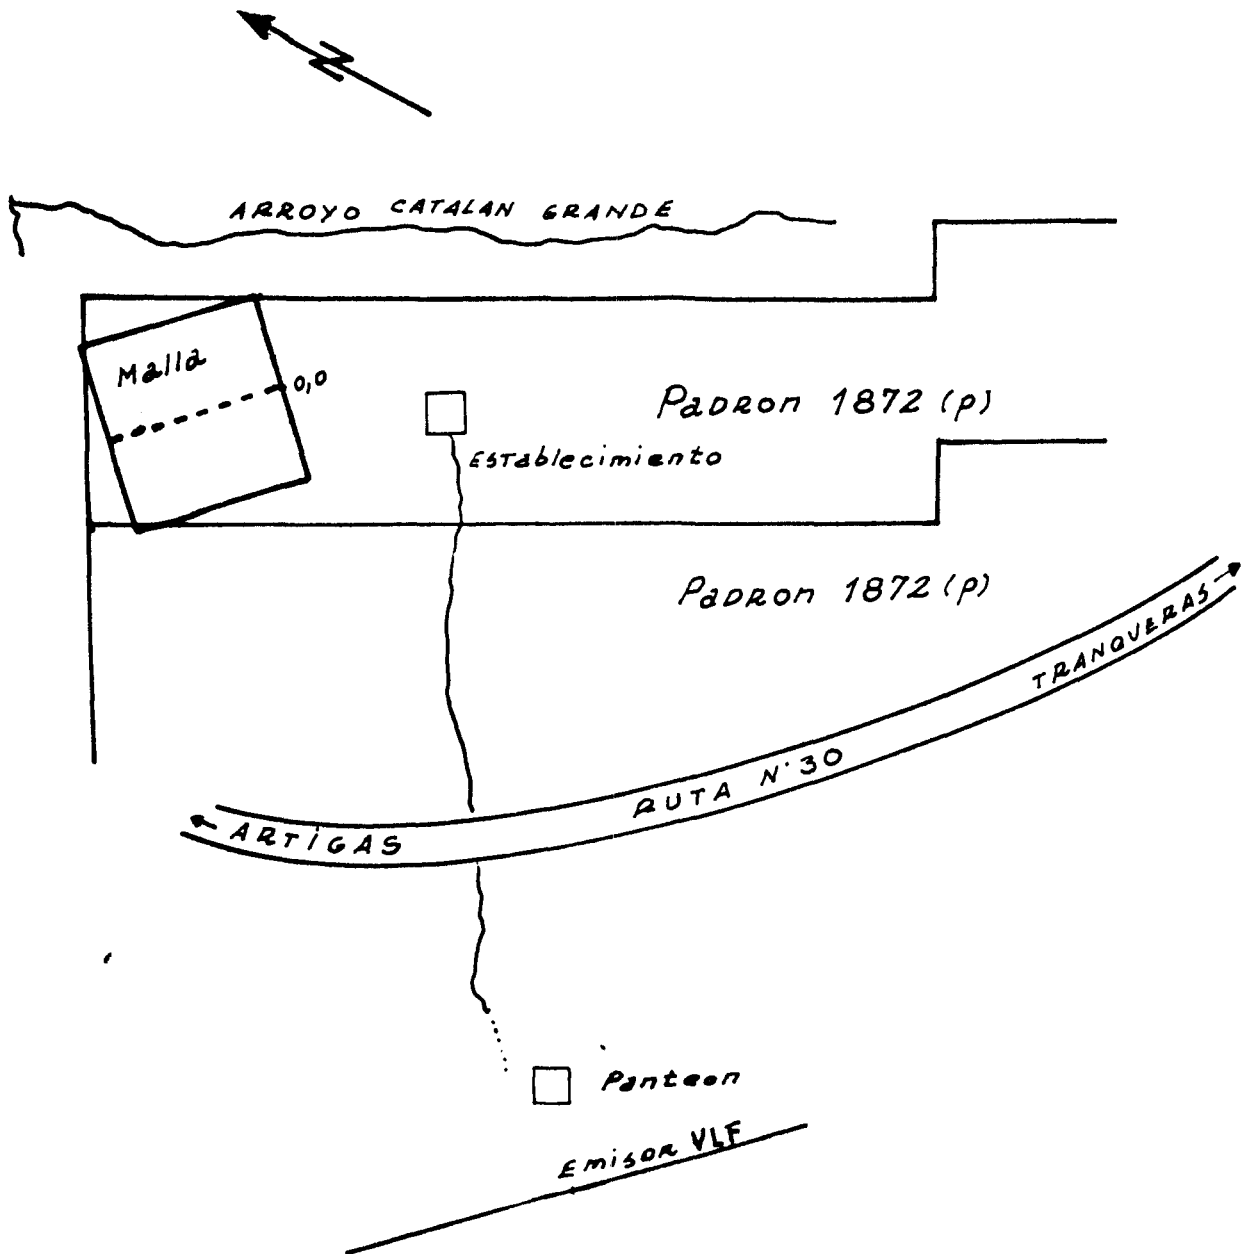 N
ARROYO CATALAN GRANDE
Malla
0,0
PADRON 1872 (p)
Establecimiento
PADRON 1872 (p)
TRANQUERAS
RUTA N° 30
ARTIGAS
Panteon
Emisor VLF